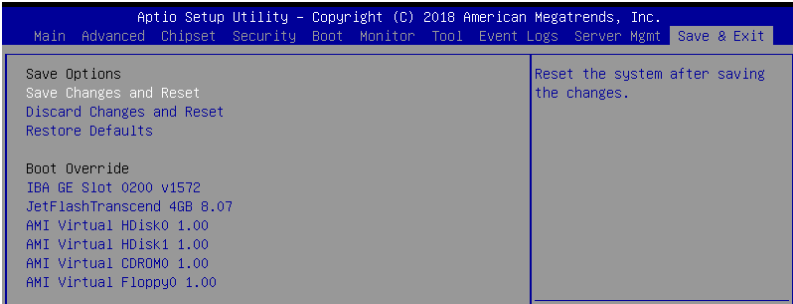 Aptio Setup Utility – Copyright (C) 2018 American Megatrends, Inc.
Main Advanced Chipset Security Boot Monitor Tool Event Logs Server Mgmt Save & Exit
Save Options
Save Changes and Reset
Discard Changes and Reset
Restore Defaults
Boot Override
IBA GE Slot 0200 v1572
JetFlashTranscend 4GB 8.07
AMI Virtual HDisk0 1.00
AMI Virtual HDisk1 1.00
AMI Virtual CDROM0 1.00
AMI Virtual Floppy0 1.00
Reset the system after saving
the changes.